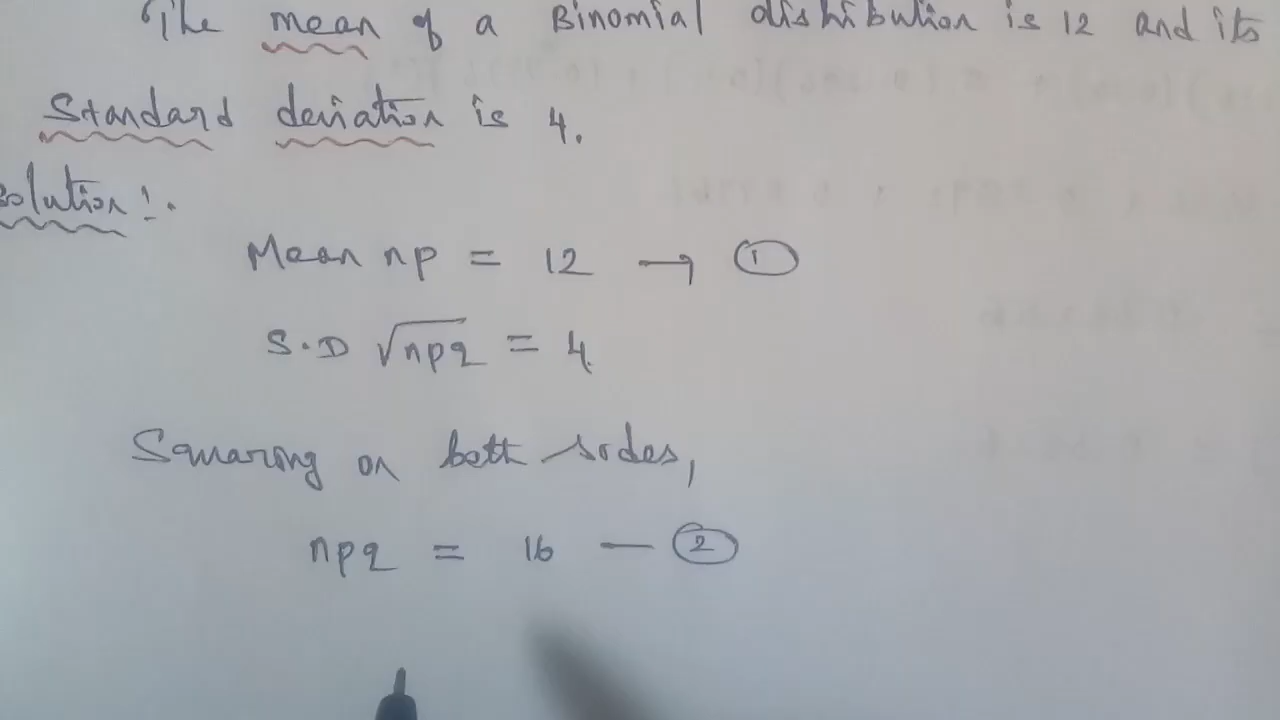 "The mean of a Binomial distribution is 12 and its
Standard deviation is 4.
Solution:.
Mean np = 12 → ①
S.D √npq = 4
Squaring on both sides,
npq = 16 — ②